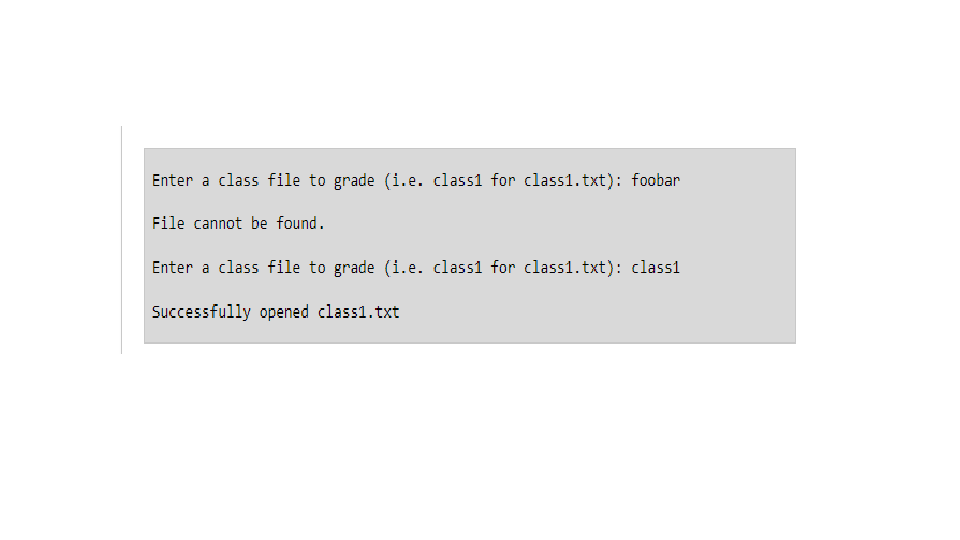 Enter a class file to grade (i.e. class1 for class1.txt): foobar
File cannot be found.
Enter a class file to grade (i.e. class1 for class1.txt): class1
Successfully opened class1.txt